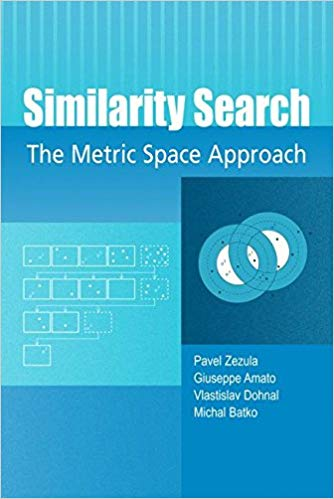 Similarity Search:
The Metric Space Approach
Pavel Zezula
Giuseppe Amato
Vlastislav Dohnal
Michal Batko